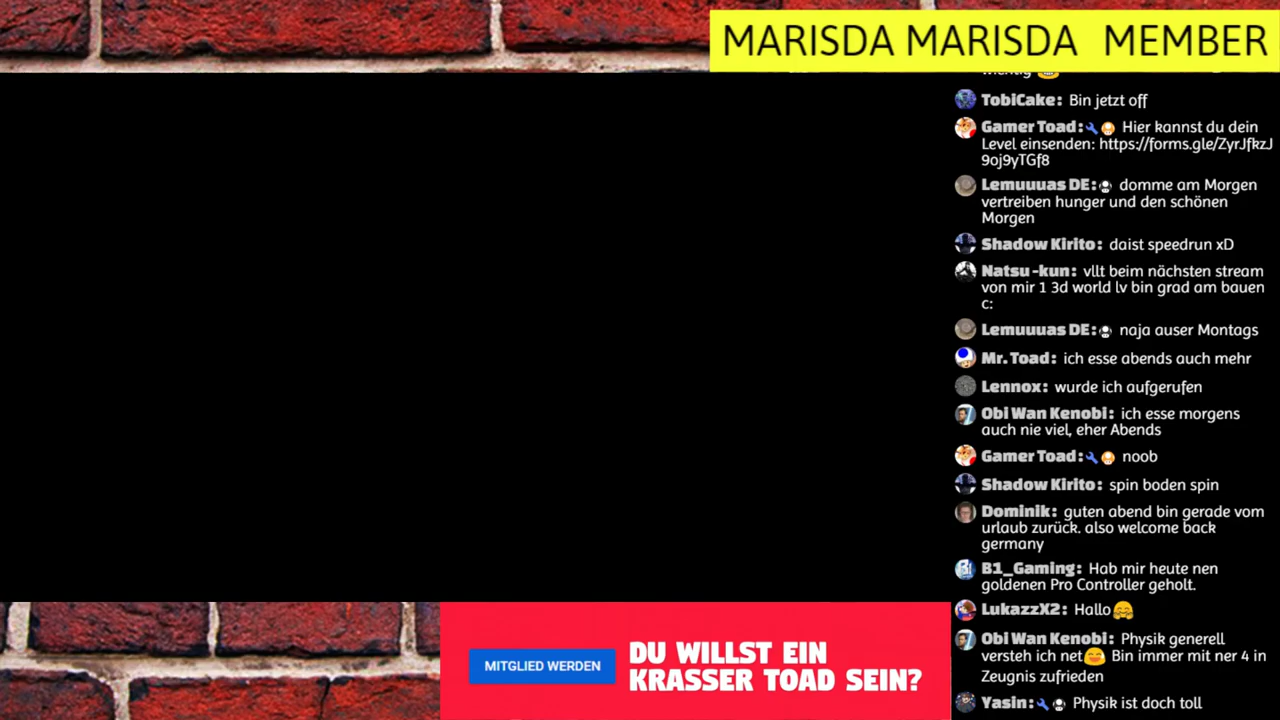 MARISDA MARISDA MEMBER
wichtig
TobiCake: Bin jetzt off
Gamer Toad: Hier kannst du dein
Level einsenden: https://forms.gle/ZyrJfkzJ
9oj9yTGf8
Lemuuuas DE: domme am Morgen
vertreiben hunger und den schönen
Morgen
Shadow Kirito: daist speedrun xD
Natsu-kun: vllt beim nächsten stream
von mir 1 3d world lv bin grad am bauen
c:
Lemuuuas DE: naja auser Montags
Mr. Toad: ich esse abends auch mehr
Lennox: wurde ich aufgerufen
Obi Wan Kenobi: ich esse morgens
auch nie viel, eher Abends
Gamer Toad: noob
Shadow Kirito: spin boden spin
Dominik: guten abend bin gerade vom
urlaub zurück. also welcome back
germany
B1_Gaming: Hab mir heute nen
goldenen Pro Controller geholt.
LukazzX2: Hallo🤗
Obi Wan Kenobi: Physik generell
versteh ich net😄 Bin immer mit ner 4 in
Zeugnis zufrieden
Yasin: Physik ist doch toll
MITGLIED WERDEN
DU WILLST EIN
KRASSER TOAD SEIN?